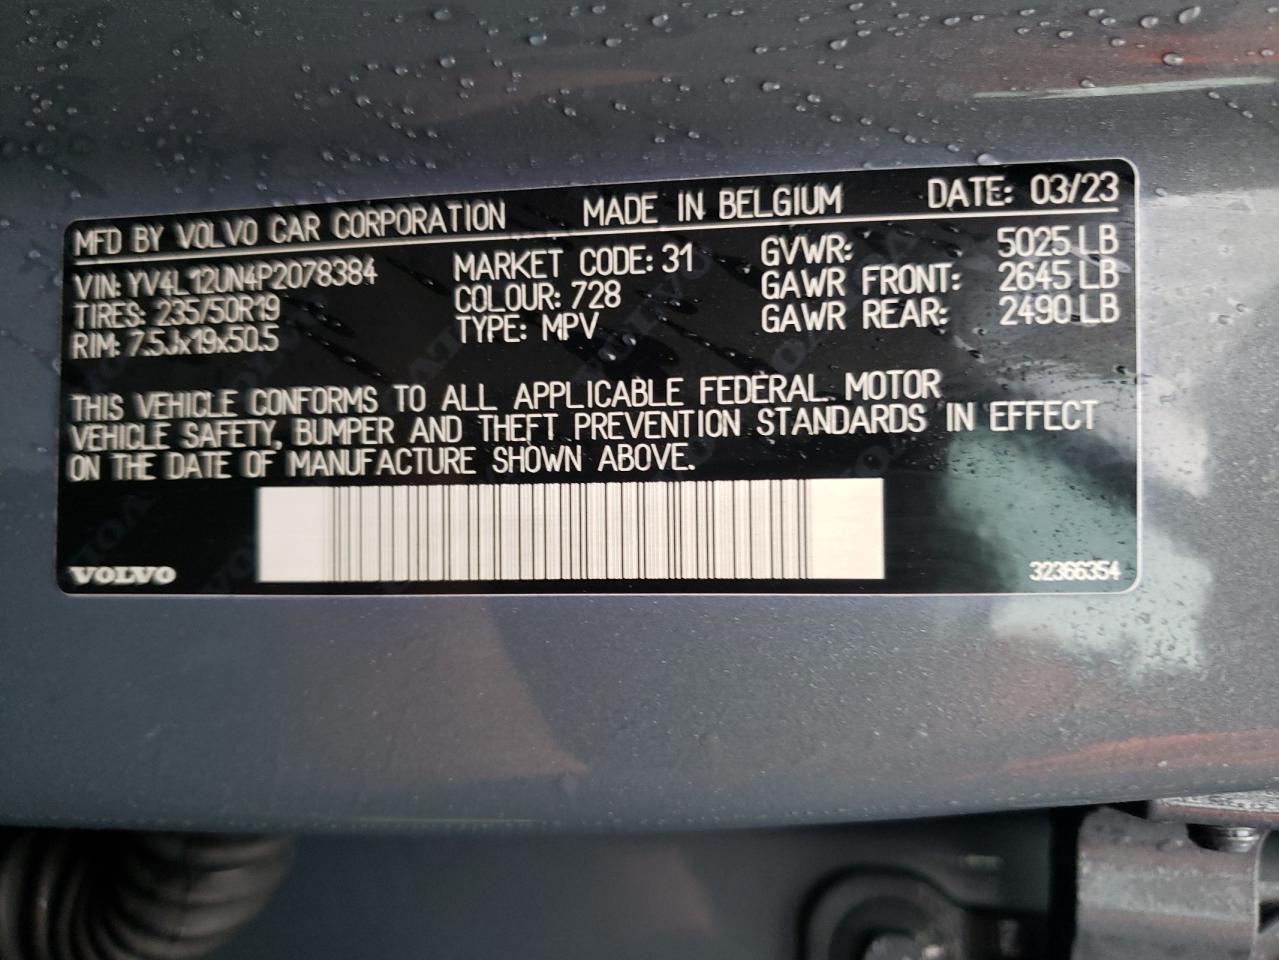 MFD BY VOLVO CAR CORPORATION MADE IN BELGIUM DATE: 03/23
VIN: YV4L12UN4P2078384 MARKET CODE: 31 GVWR: 5025 LB
TIRES: 235/50R19 COLOUR: 728 GAWR FRONT: 2645 LB
RIM: 7.5Jx19x50.5 TYPE: MPV GAWR REAR: 2490 LB
THIS VEHICLE CONFORMS TO ALL APPLICABLE FEDERAL MOTOR
VEHICLE SAFETY, BUMPER AND THEFT PREVENTION STANDARDS IN EFFECT
ON THE DATE OF MANUFACTURE SHOWN ABOVE.
VOLVO 32366354